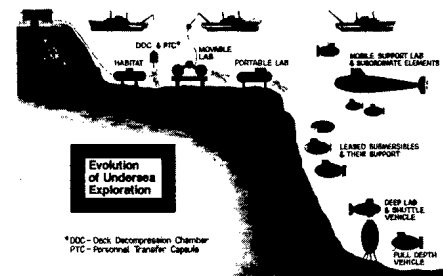 DDC & PTC*
MOVABLE
LAB
HABITAT
PORTABLE LAB
MOBILE SUPPORT LAB
& SUBORDINATE ELEMENTS
LEASED SUBMERSIBLES
& THEIR SUPPORT
Evolution
of Undersea
Exploration
DEEP LAB
& SHUTTLE
VEHICLE
FULL DEPTH
VEHICLE
*DDC - Deck Decompression Chamber
PTC - Personnel Transfer Capsule